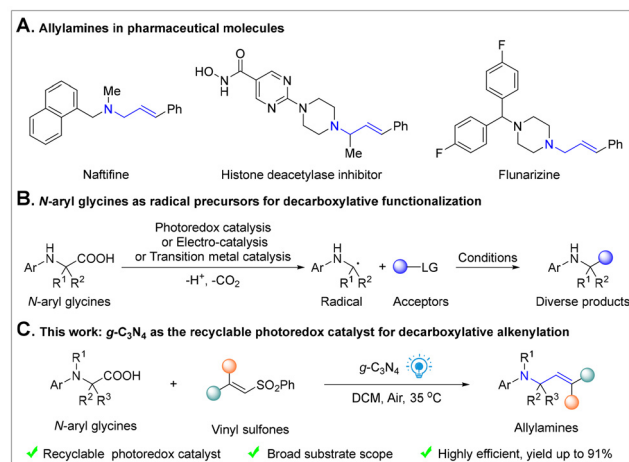 A. Allylamines in pharmaceutical molecules
Me
N
Ph
Naftifine
O
HO
N
H
N
N
N
N
Me
Ph
Histone deacetylase inhibitor
F
F
N
N
Ph
Flunarizine
B. N-aryl glycines as radical precursors for decarboxylative functionalization
H
N
Ar
COOH
R1 R2
N-aryl glycines
Photoredox catalysis
or Electro-catalysis
or Transition metal catalysis
-H+, -CO2
H
N
Ar
C
·
R1 R2
Radical
+
LG
Acceptors
Conditions
H
N
Ar
R1 R2
Diverse products
C. This work: g-C3N4 as the recyclable photoredox catalyst for decarboxylative alkenylation
R1
N
Ar
COOH
R2 R3
N-aryl glycines
+
SO2Ph
Vinyl sulfones
g-C3N4
DCM, Air, 35 °C
R1
N
Ar
R2 R3
Allylamines
✓ Recyclable photoredox catalyst ✓ Broad substrate scope ✓ Highly efficient, yield up to 91%